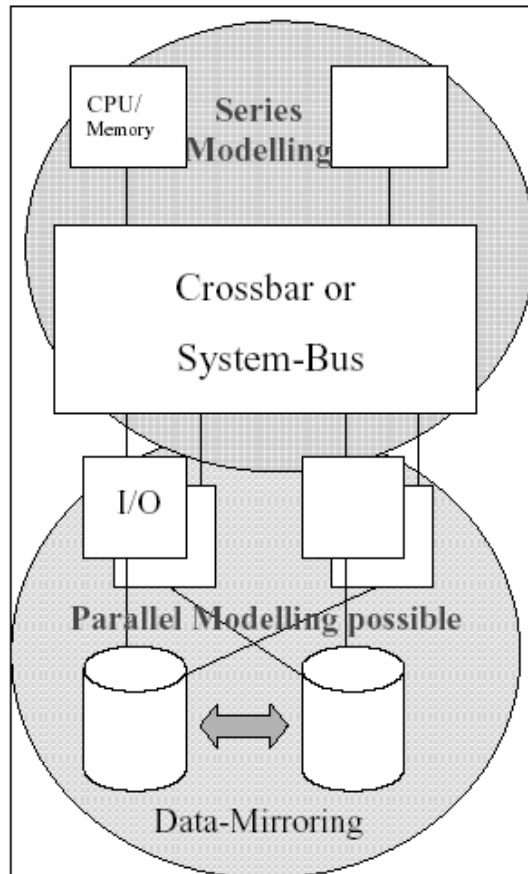 CPU/
Memory
Series
Modelling
Crossbar or
System-Bus
I/O
Parallel Modelling possible
Data-Mirroring